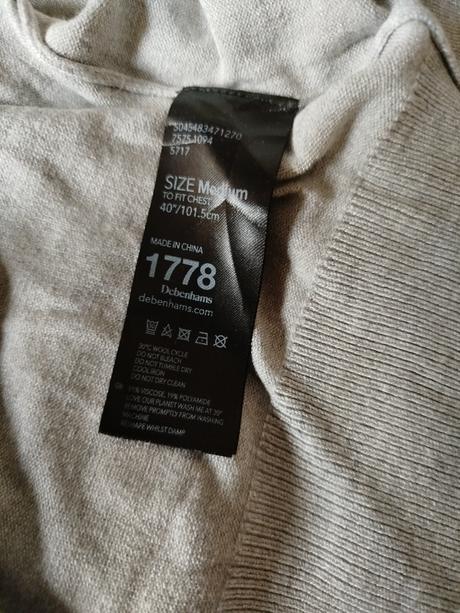 5045483471270
7575 1094
5717
SIZE Medium
TO FIT CHEST
40"/101.5cm
MADE IN CHINA
1778
Debenhams
debenhams.com
30°C WOOL CYCLE
DO NOT BLEACH
DO NOT TUMBLE DRY
COOL IRON
DO NOT DRY CLEAN
VISCOSE, 19% POLYAMIDE
LOVE OUR PLANET WASH ME AT 30°
REMOVE PROMPTLY FROM WASHING
MACHINE
RESHAPE WHILST DAMP